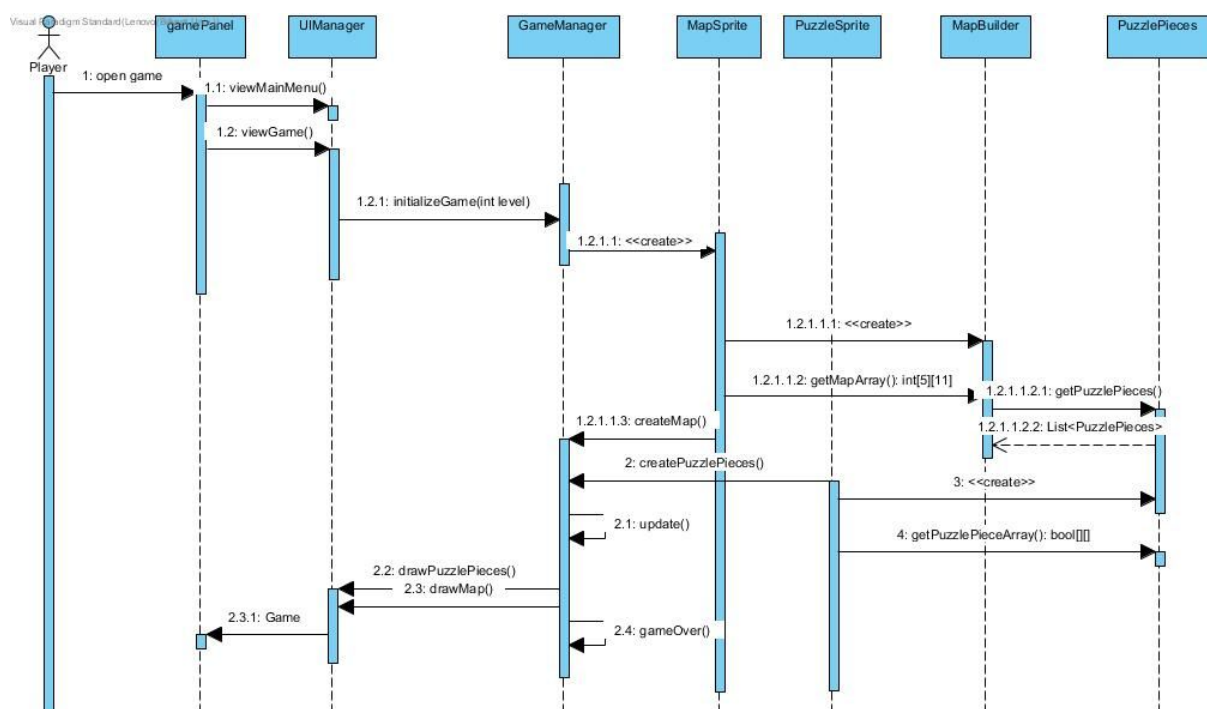 Visual Paradigm Standard(Lenovo
gamePanel
UIManager
GameManager
MapSprite
PuzzleSprite
MapBuilder
PuzzlePieces
Player
1: open game
1.1: viewMainMenu()
1.2: viewGame()
1.2.1: initializeGame(int level)
1.2.1.1: <<create>>
1.2.1.1.1: <<create>>
1.2.1.1.2: getMapArray(): int[5][11]
1.2.1.1.2.1: getPuzzlePieces()
1.2.1.1.3: createMap()
1.2.1.1.2.2: List<PuzzlePieces>
2: createPuzzlePieces()
3: <<create>>
2.1: update()
4: getPuzzlePieceArray(): bool[][]
2.2: drawPuzzlePieces()
2.3: drawMap()
2.3.1: Game
2.4: gameOver()